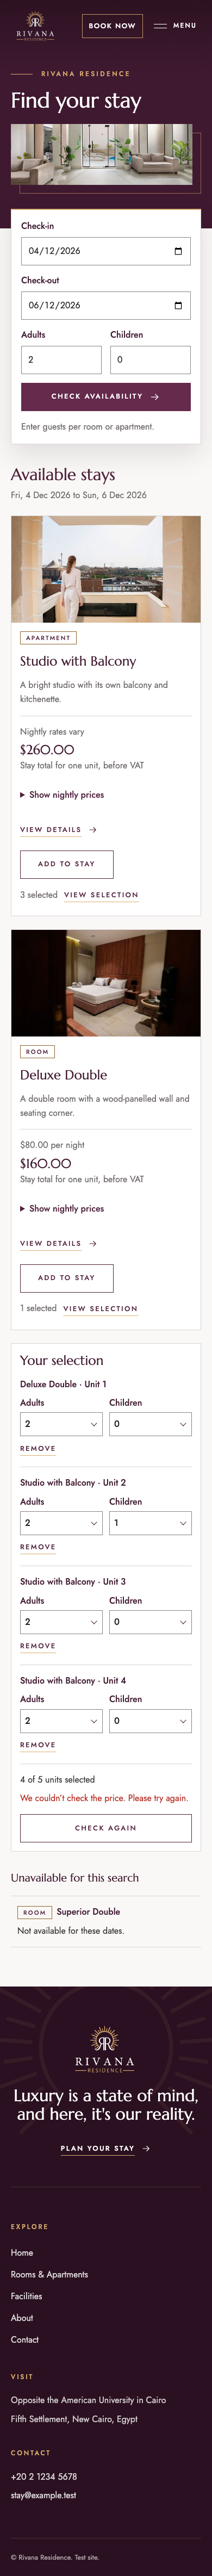 RIVANA
RESIDENCE
BOOK NOW
MENU
RIVANA RESIDENCE
Find your stay
Check-in
04/12/2026
Check-out
06/12/2026
Adults
Children
2
0
CHECK AVAILABILITY
Enter guests per room or apartment.
Available stays
Fri, 4 Dec 2026 to Sun, 6 Dec 2026
APARTMENT
Studio with Balcony
A bright studio with its own balcony and
kitchenette.
Nightly rates vary
$260.00
Stay total for one unit, before VAT
Show nightly prices
VIEW DETAILS
ADD TO STAY
3 selected VIEW SELECTION
ROOM
Deluxe Double
A double room with a wood-panelled wall and
seating corner.
$80.00 per night
$160.00
Stay total for one unit, before VAT
Show nightly prices
VIEW DETAILS
ADD TO STAY
1 selected VIEW SELECTION
Your selection
Deluxe Double · Unit 1
Adults
Children
2
0
REMOVE
Studio with Balcony · Unit 2
Adults
Children
2
1
REMOVE
Studio with Balcony · Unit 3
Adults
Children
2
0
REMOVE
Studio with Balcony · Unit 4
Adults
Children
2
0
REMOVE
4 of 5 units selected
We couldn't check the price. Please try again.
CHECK AGAIN
Unavailable for this search
ROOM Superior Double
Not available for these dates.
RIVANA
RESIDENCE
Luxury is a state of mind,
and here, it's our reality.
PLAN YOUR STAY
EXPLORE
Home
Rooms & Apartments
Facilities
About
Contact
VISIT
Opposite the American University in Cairo
Fifth Settlement, New Cairo, Egypt
CONTACT
+20 2 1234 5678
stay@example.test
© Rivana Residence. Test site.